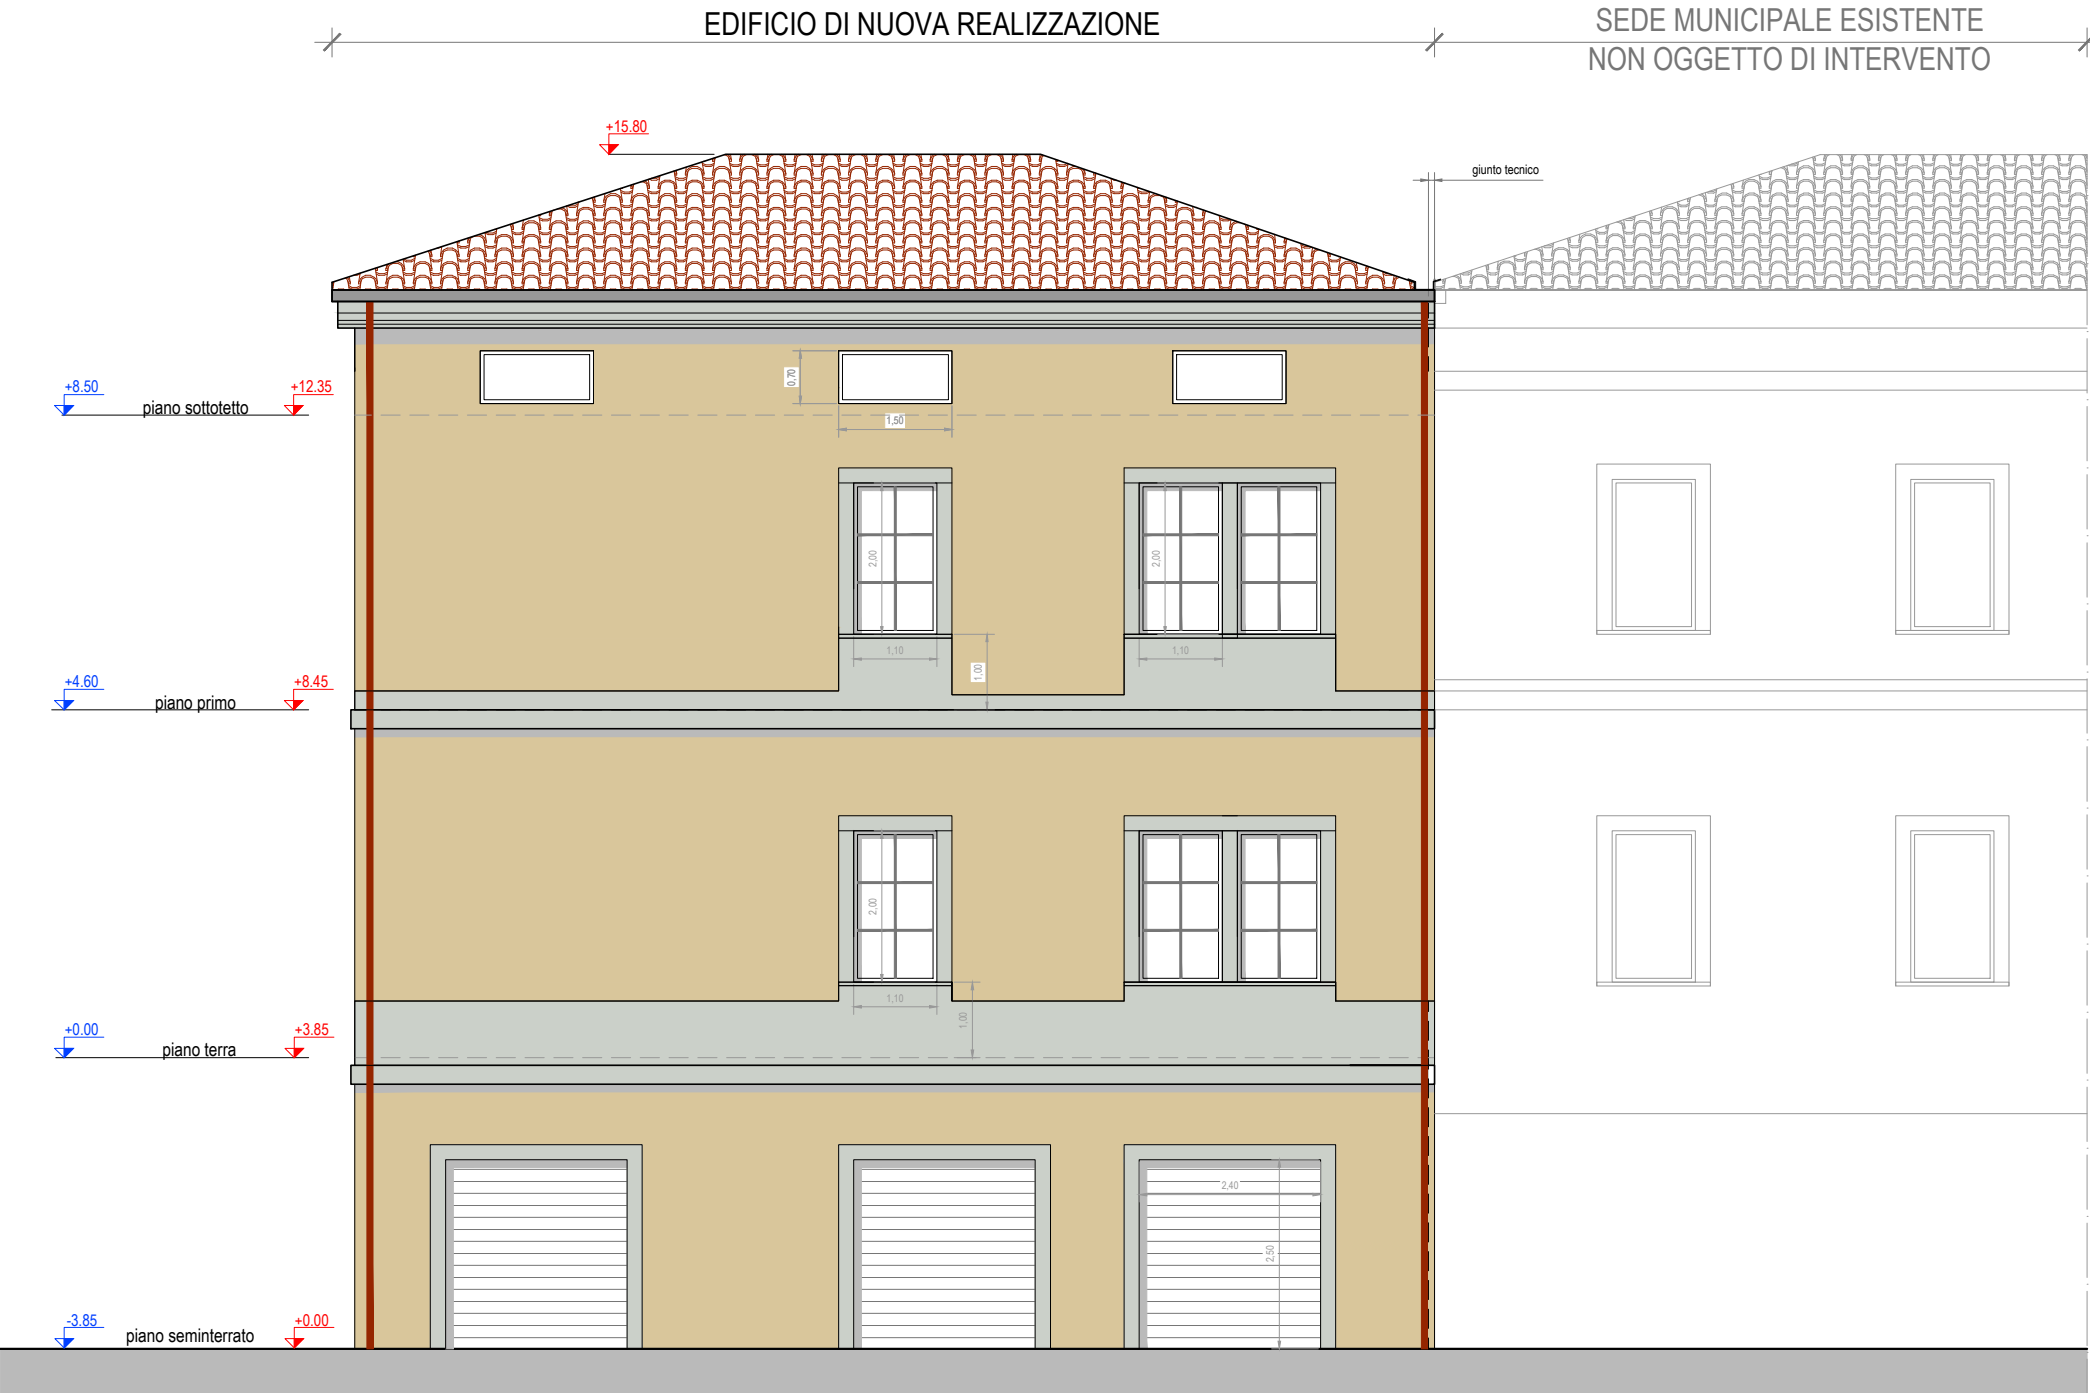 EDIFICIO DI NUOVA REALIZZAZIONE
SEDE MUNICIPALE ESISTENTE
NON OGGETTO DI INTERVENTO
+15.80
giunto tecnico
0,70
+8.50
piano sottotetto
+12.35
1,50
2,00
2,00
1,10
1,10
1,00
+4.60
piano primo
+8.45
2,00
1,10
1,00
+0.00
piano terra
+3.85
2,40
2,50
-3.85
piano seminterrato
+0.00